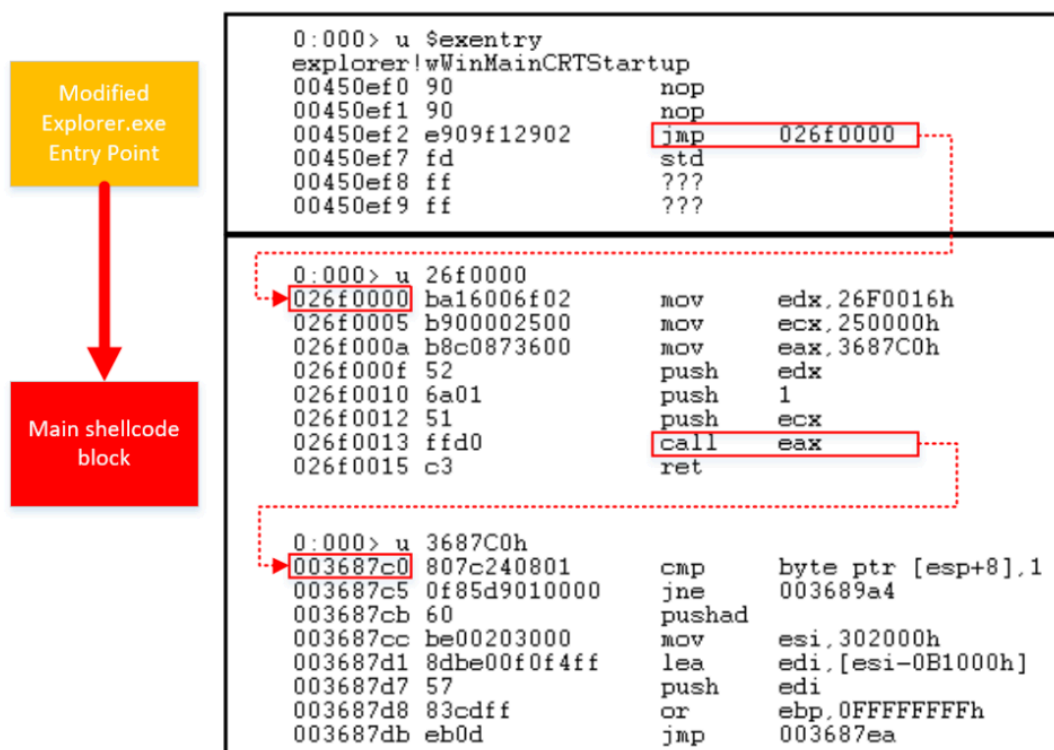 Modified
Explorer.exe
Entry Point
Main shellcode
block
0:000> u $exentry
explorer!wWinMainCRTStartup
00450ef0 90 nop
00450ef1 90 nop
00450ef2 e909f12902 jmp 026f0000
00450ef7 fd std
00450ef8 ff ???
00450ef9 ff ???
0:000> u 26f0000
026f0000 ba16006f02 mov edx,26F0016h
026f0005 b900002500 mov ecx,250000h
026f000a b8c0873600 mov eax,3687C0h
026f000f 52 push edx
026f0010 6a01 push 1
026f0012 51 push ecx
026f0013 ffd0 call eax
026f0015 c3 ret
0:000> u 3687C0h
003687c0 807c240801 cmp byte ptr [esp+8],1
003687c5 0f85d9010000 jne 003689a4
003687cb 60 pushad
003687cc be00203000 mov esi,302000h
003687d1 8dbe00f0f4ff lea edi,[esi-0B1000h]
003687d7 57 push edi
003687d8 83cdff or ebp,0FFFFFFFFh
003687db eb0d jmp 003687ea